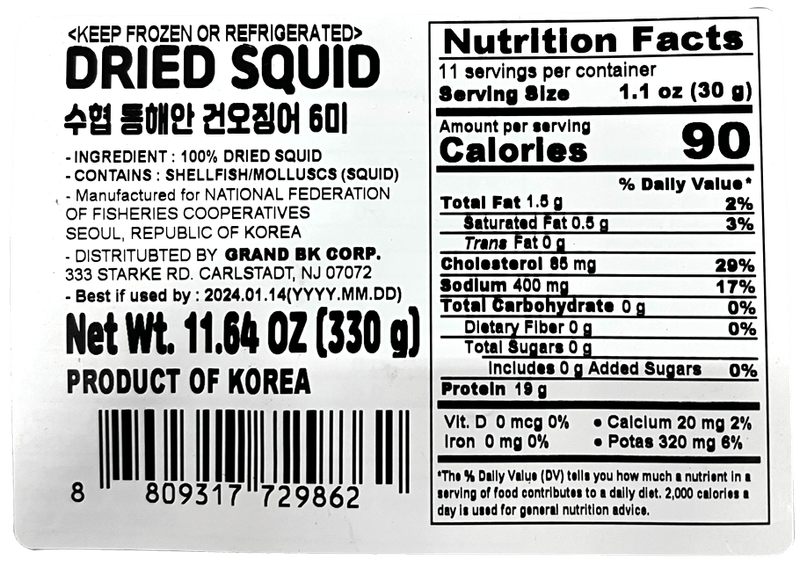 <KEEP FROZEN OR REFRIGERATED>
DRIED SQUID
수협 동해안 건오징어 6미
- INGREDIENT : 100% DRIED SQUID
- CONTAINS : SHELLFISH/MOLLUSCS (SQUID)
- Manufactured for NATIONAL FEDERATION
OF FISHERIES COOPERATIVES
SEOUL, REPUBLIC OF KOREA
- DISTRITUBTED BY GRAND BK CORP.
333 STARKE RD. CARLSTADT, NJ 07072
- Best if used by : 2024.01.14(YYYY.MM.DD)
Net Wt. 11.64 OZ (330 g)
PRODUCT OF KOREA
8 809317 729862
Nutrition Facts
11 servings per container
Serving Size 1.1 oz (30 g)
Amount per serving
Calories 90
% Daily Value*
Total Fat 1.5 g 2%
Saturated Fat 0.5 g 3%
Trans Fat 0 g
Cholesterol 85 mg 29%
Sodium 400 mg 17%
Total Carbohydrate 0 g 0%
Dietary Fiber 0 g 0%
Total Sugars 0 g
Includes 0 g Added Sugars 0%
Protein 19 g
Vit. D 0 mcg 0% • Calcium 20 mg 2%
Iron 0 mg 0% • Potas 320 mg 6%
*The % Daily Value (DV) tells you how much a nutrient in a
serving of food contributes to a daily diet. 2,000 calories a
day is used for general nutrition advice.